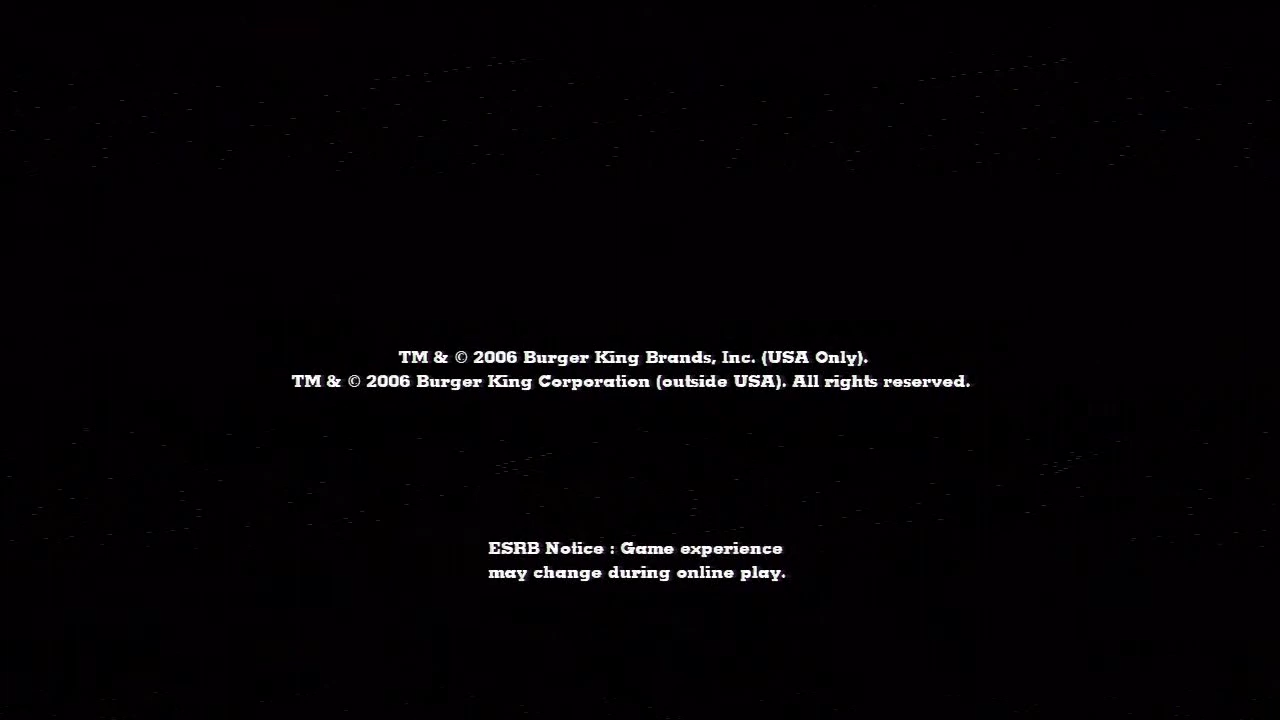 TM & © 2006 Burger King Brands, Inc. (USA Only).
TM & © 2006 Burger King Corporation (outside USA). All rights reserved.
ESRB Notice : Game experience
may change during online play.